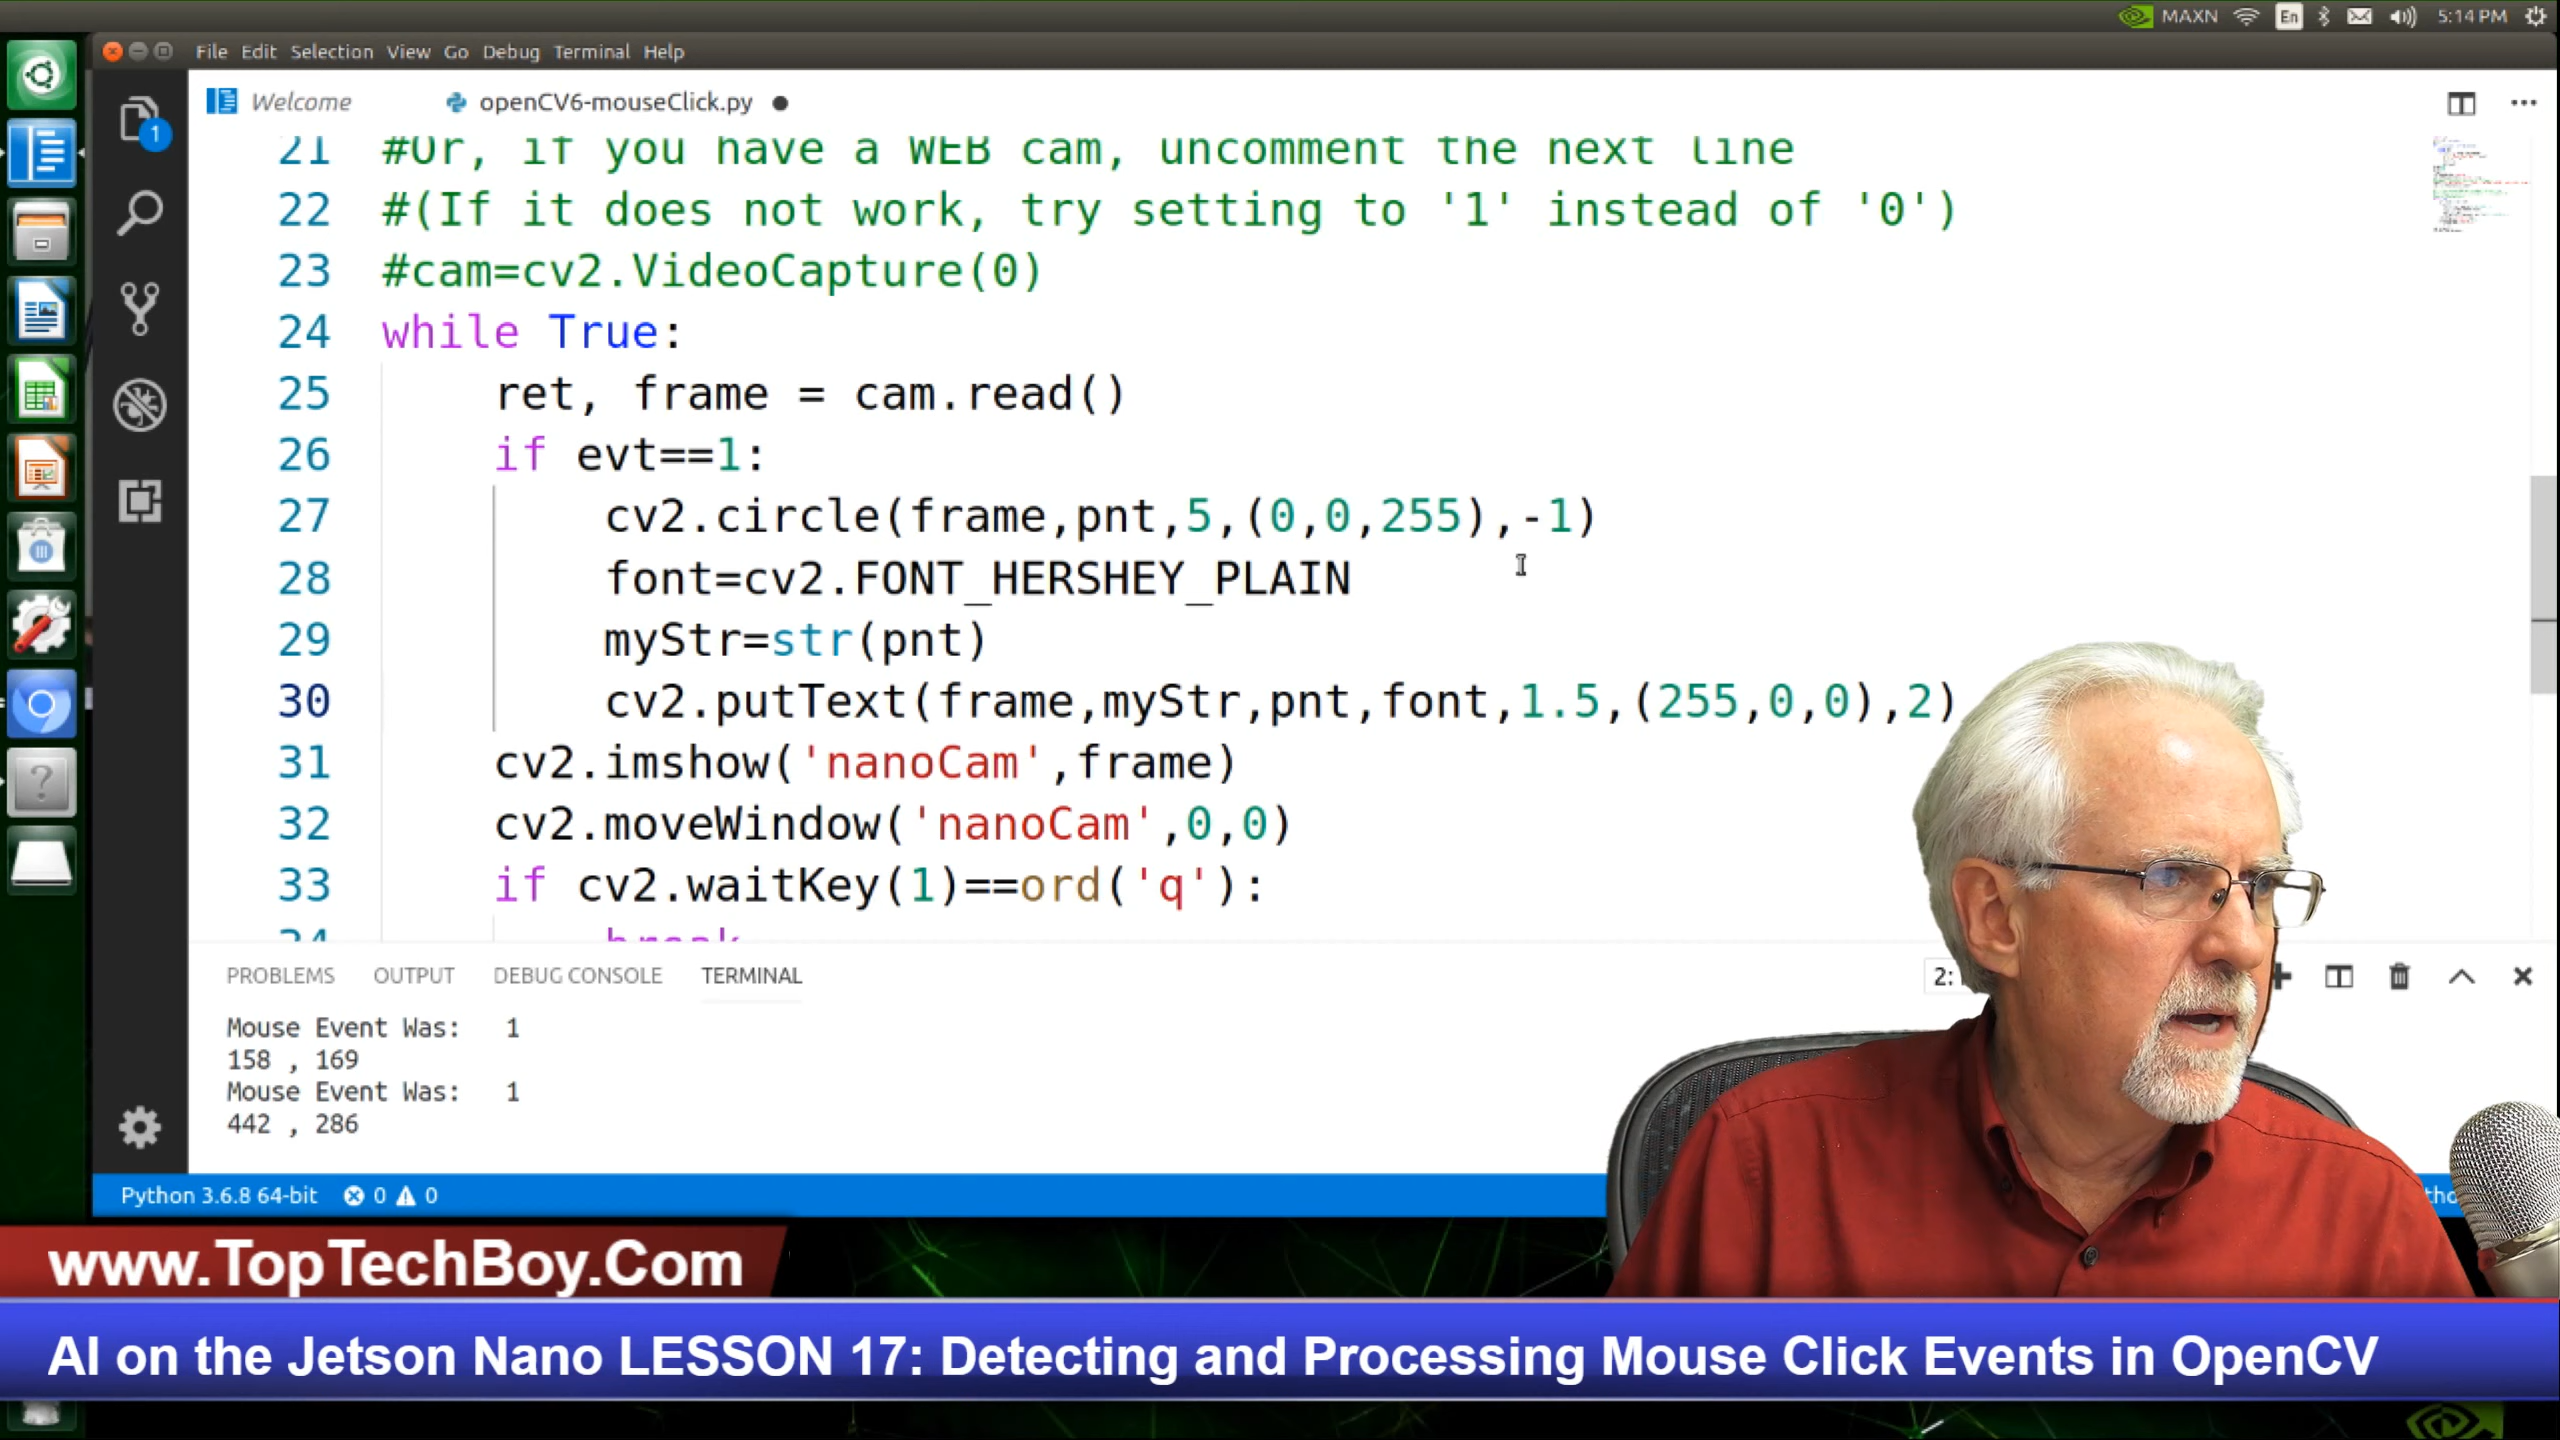 MAXN En 5:14 PM
File Edit Selection View Go Debug Terminal Help
Welcome openCV6-mouseClick.py
1
21 #Or, if you have a WEB cam, uncomment the next line
22 #(If it does not work, try setting to '1' instead of '0')
23 #cam=cv2.VideoCapture(0)
24 while True:
25 ret, frame = cam.read()
26 if evt==1:
27 cv2.circle(frame,pnt,5,(0,0,255),-1)
28 font=cv2.FONT_HERSHEY_PLAIN
29 myStr=str(pnt)
30 cv2.putText(frame,myStr,pnt,font,1.5,(255,0,0),2)
31 cv2.imshow('nanoCam',frame)
32 cv2.moveWindow('nanoCam',0,0)
33 if cv2.waitKey(1)==ord('q'):
34 break
PROBLEMS OUTPUT DEBUG CONSOLE TERMINAL 2:
Mouse Event Was: 1
158 , 169
Mouse Event Was: 1
442 , 286
Python 3.6.8 64-bit 0 0
www.TopTechBoy.Com
AI on the Jetson Nano LESSON 17: Detecting and Processing Mouse Click Events in OpenCV